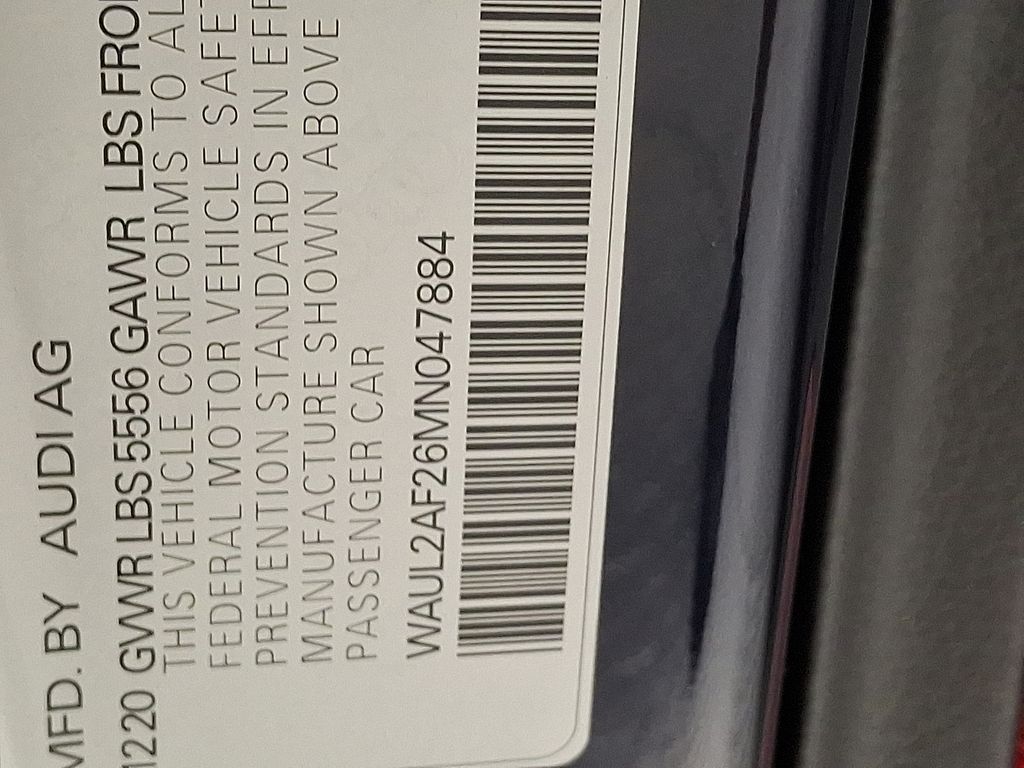 MFD. BY AUDI AG
1220 GVWR LBS 5556 GAWR LBS FRO
THIS VEHICLE CONFORMS TO AL
FEDERAL MOTOR VEHICLE SAFE
PREVENTION STANDARDS IN EFF
MANUFACTURE SHOWN ABOVE
PASSENGER CAR
WAUL2AF26MN047884